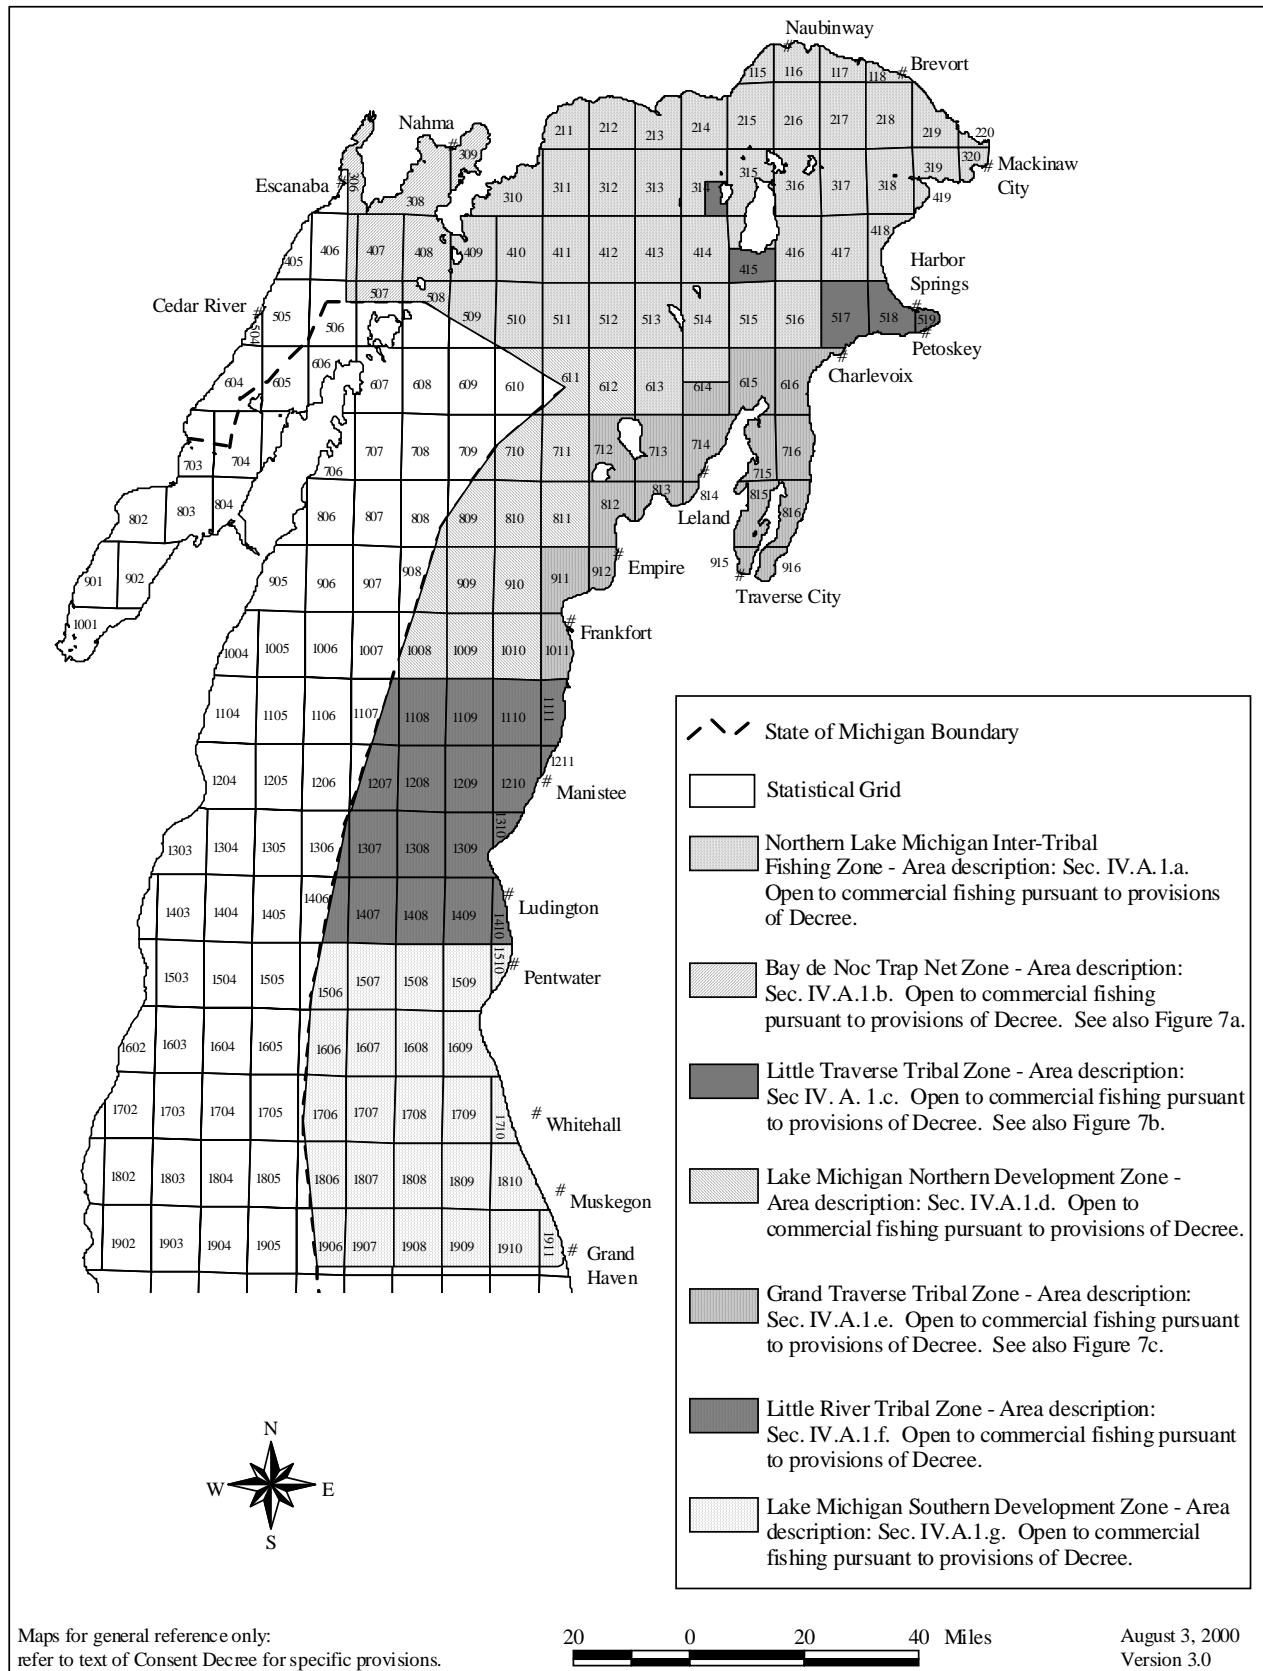 Naubinway
#
115 116 117 118
# Brevort
211 212 213 214 215 216 217 218 219 220
Nahma
#
309
320 # Mackinaw
City
Escanaba #
306 308 310 311 312 313 314 315 316 317 318 319
419
405 406 407 408 409 410 411 412 413 414 415 416 417 418
Harbor
Springs
#
Cedar River #
504 505 506 507 508 509 510 511 512 513 514 515 516 517 518 519
#
Petoskey
#
Charlevoix
604 605 606 607 608 609 610 611 612 613 614 615 616
703 704 706 707 708 709 710 711 712 713 714 715 716
#
Leland
802 803 804 806 807 808 809 810 811 812 813 814 815 816
901 902 905 906 907 908 909 910 911 912 915 916
#
Empire
#
Traverse City
1001 1004 1005 1006 1007 1008 1009 1010 1011
#
Frankfort
1104 1105 1106 1107 1108 1109 1110 1111
1204 1205 1206 1207 1208 1209 1210 1211
#
Manistee
1303 1304 1305 1306 1307 1308 1309 1310
1403 1404 1405 1406 1407 1408 1409 1410
#
Ludington
1503 1504 1505 1506 1507 1508 1509 1510
#
Pentwater
1602 1603 1604 1605 1606 1607 1608 1609
1702 1703 1704 1705 1706 1707 1708 1709 1710
#
Whitehall
1802 1803 1804 1805 1806 1807 1808 1809 1810
#
Muskegon
1902 1903 1904 1905 1906 1907 1908 1909 1910 1911
# Grand
Haven
State of Michigan Boundary
Statistical Grid
Northern Lake Michigan Inter-Tribal
Fishing Zone - Area description: Sec. IV.A.1.a.
Open to commercial fishing pursuant to provisions
of Decree.
Bay de Noc Trap Net Zone - Area description:
Sec. IV.A.1.b. Open to commercial fishing
pursuant to provisions of Decree. See also Figure 7a.
Little Traverse Tribal Zone - Area description:
Sec IV. A. 1.c. Open to commercial fishing pursuant
to provisions of Decree. See also Figure 7b.
Lake Michigan Northern Development Zone -
Area description: Sec. IV.A.1.d. Open to
commercial fishing pursuant to provisions of Decree.
Grand Traverse Tribal Zone - Area description:
Sec. IV.A.1.e. Open to commercial fishing pursuant
to provisions of Decree. See also Figure 7c.
Little River Tribal Zone - Area description:
Sec. IV.A.1.f. Open to commercial fishing pursuant
to provisions of Decree.
Lake Michigan Southern Development Zone - Area
description: Sec. IV.A.1.g. Open to commercial
fishing pursuant to provisions of Decree.
N
W E
S
Maps for general reference only:
refer to text of Consent Decree for specific provisions.
20 0 20 40 Miles
August 3, 2000
Version 3.0